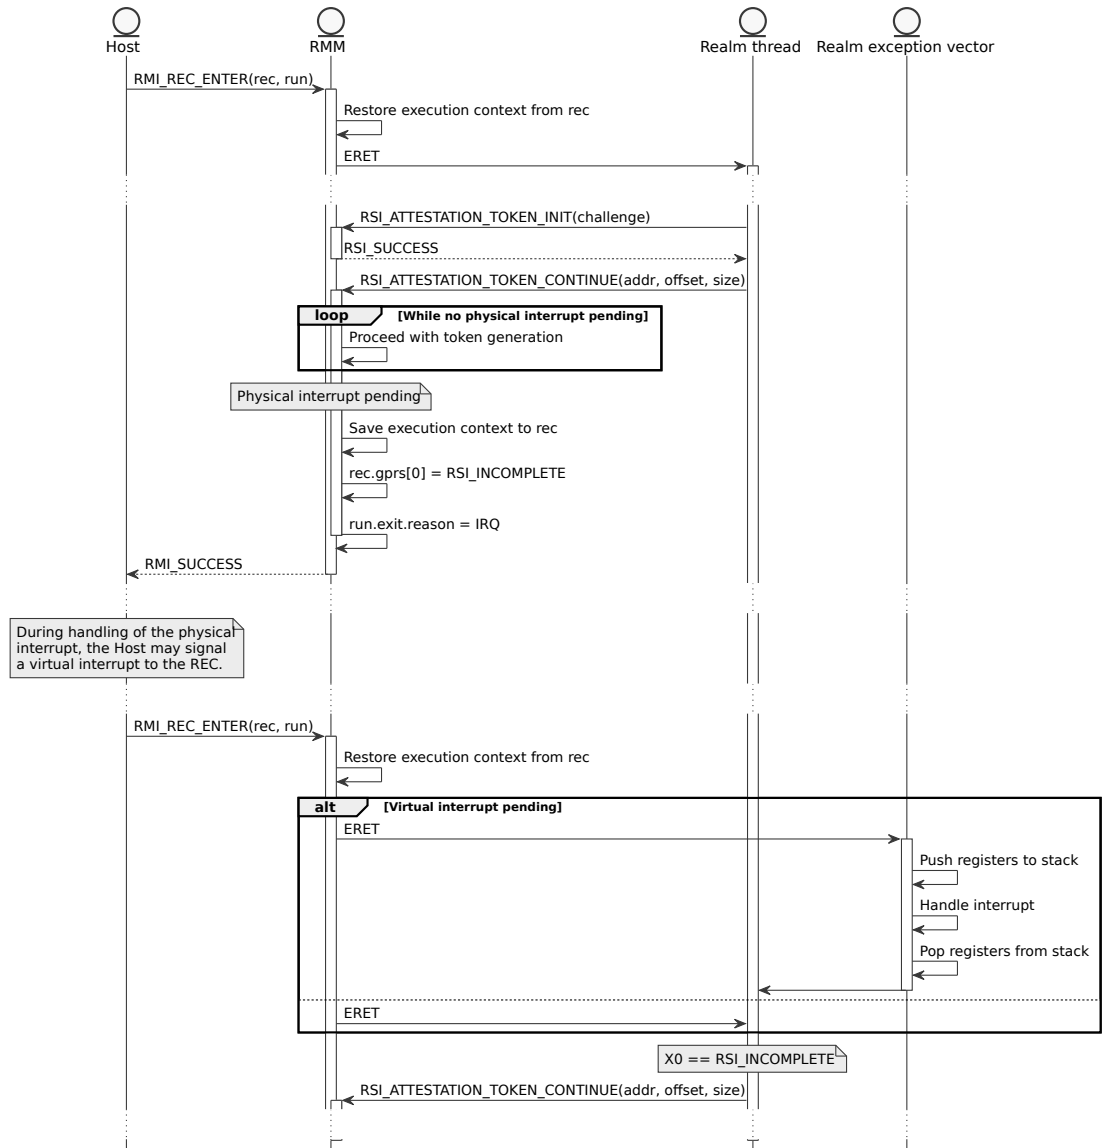 Host
RMM
Realm thread
Realm exception vector
RMI_REC_ENTER(rec, run)
Restore execution context from rec
ERET
RSI_ATTESTATION_TOKEN_INIT(challenge)
RSI_SUCCESS
RSI_ATTESTATION_TOKEN_CONTINUE(addr, offset, size)
loop
[While no physical interrupt pending]
Proceed with token generation
Physical interrupt pending
Save execution context to rec
rec.gprs[0] = RSI_INCOMPLETE
run.exit.reason = IRQ
RMI_SUCCESS
During handling of the physical
interrupt, the Host may signal
a virtual interrupt to the REC.
RMI_REC_ENTER(rec, run)
Restore execution context from rec
alt
[Virtual interrupt pending]
ERET
Push registers to stack
Handle interrupt
Pop registers from stack
ERET
X0 == RSI_INCOMPLETE
RSI_ATTESTATION_TOKEN_CONTINUE(addr, offset, size)